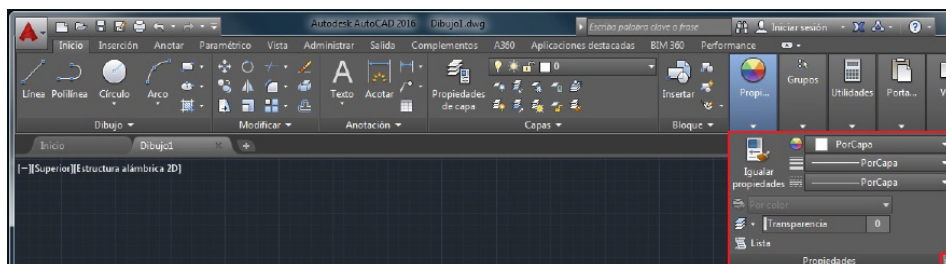 Autodesk AutoCAD 2016 Dibujo1.dwg Escriba palabra clave o frase Iniciar sesión
Inicio Inserción Anotar Paramétrico Vista Administrar Salida Complementos A360 Aplicaciones destacadas BIM 360 Performance
Línea Polilínea Círculo Arco Texto Acotar Propiedades de capa 0 Insertar Propi... Grupos Utilidades Porta...
Dibujo Modificar Anotación Capas Bloque
Inicio Dibujo1
[−][Superior][Estructura alámbrica 2D]
Igualar propiedades
PorCapa
PorCapa
PorCapa
Por color
Transparencia 0
Lista
Propiedades